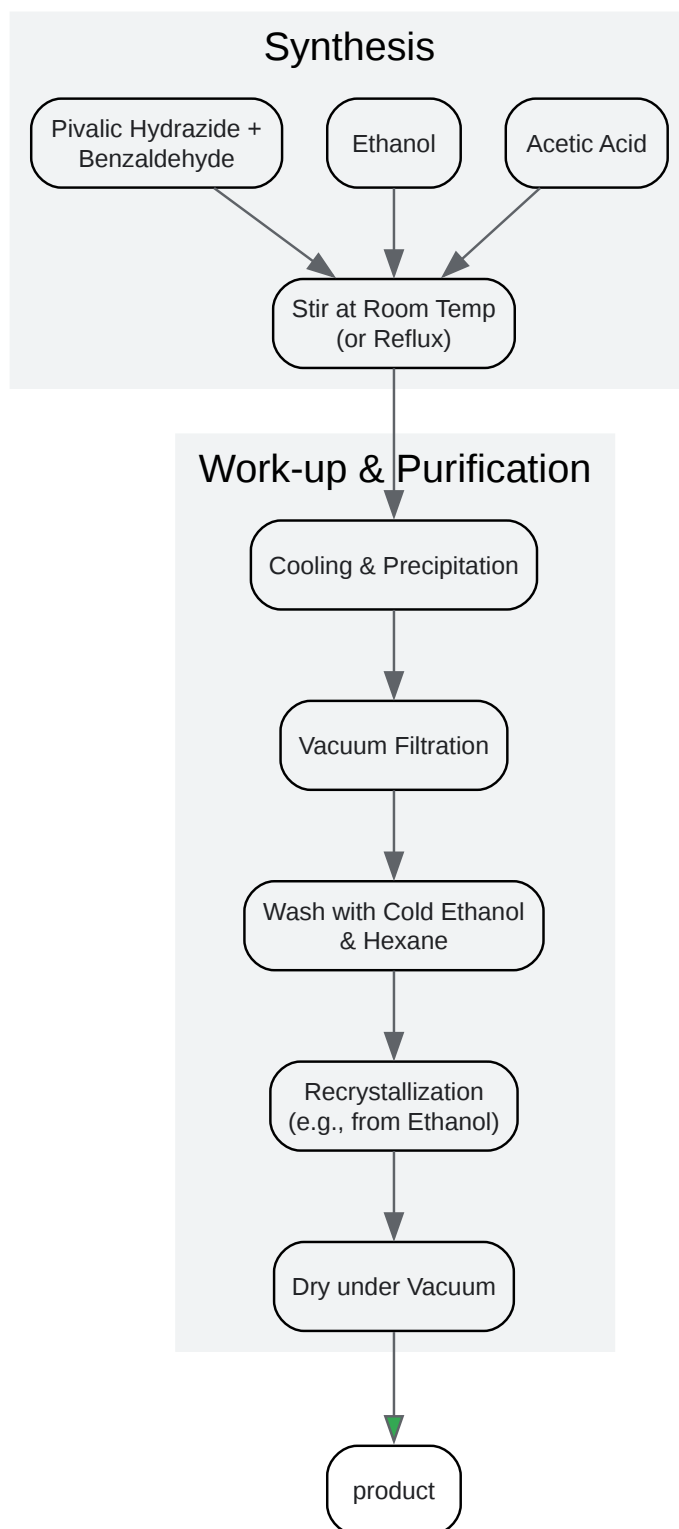 Synthesis
Pivalic Hydrazide +
Benzaldehyde
Ethanol
Acetic Acid
Stir at Room Temp
(or Reflux)
Work-up & Purification
Cooling & Precipitation
Vacuum Filtration
Wash with Cold Ethanol
& Hexane
Recrystallization
(e.g., from Ethanol)
Dry under Vacuum
product